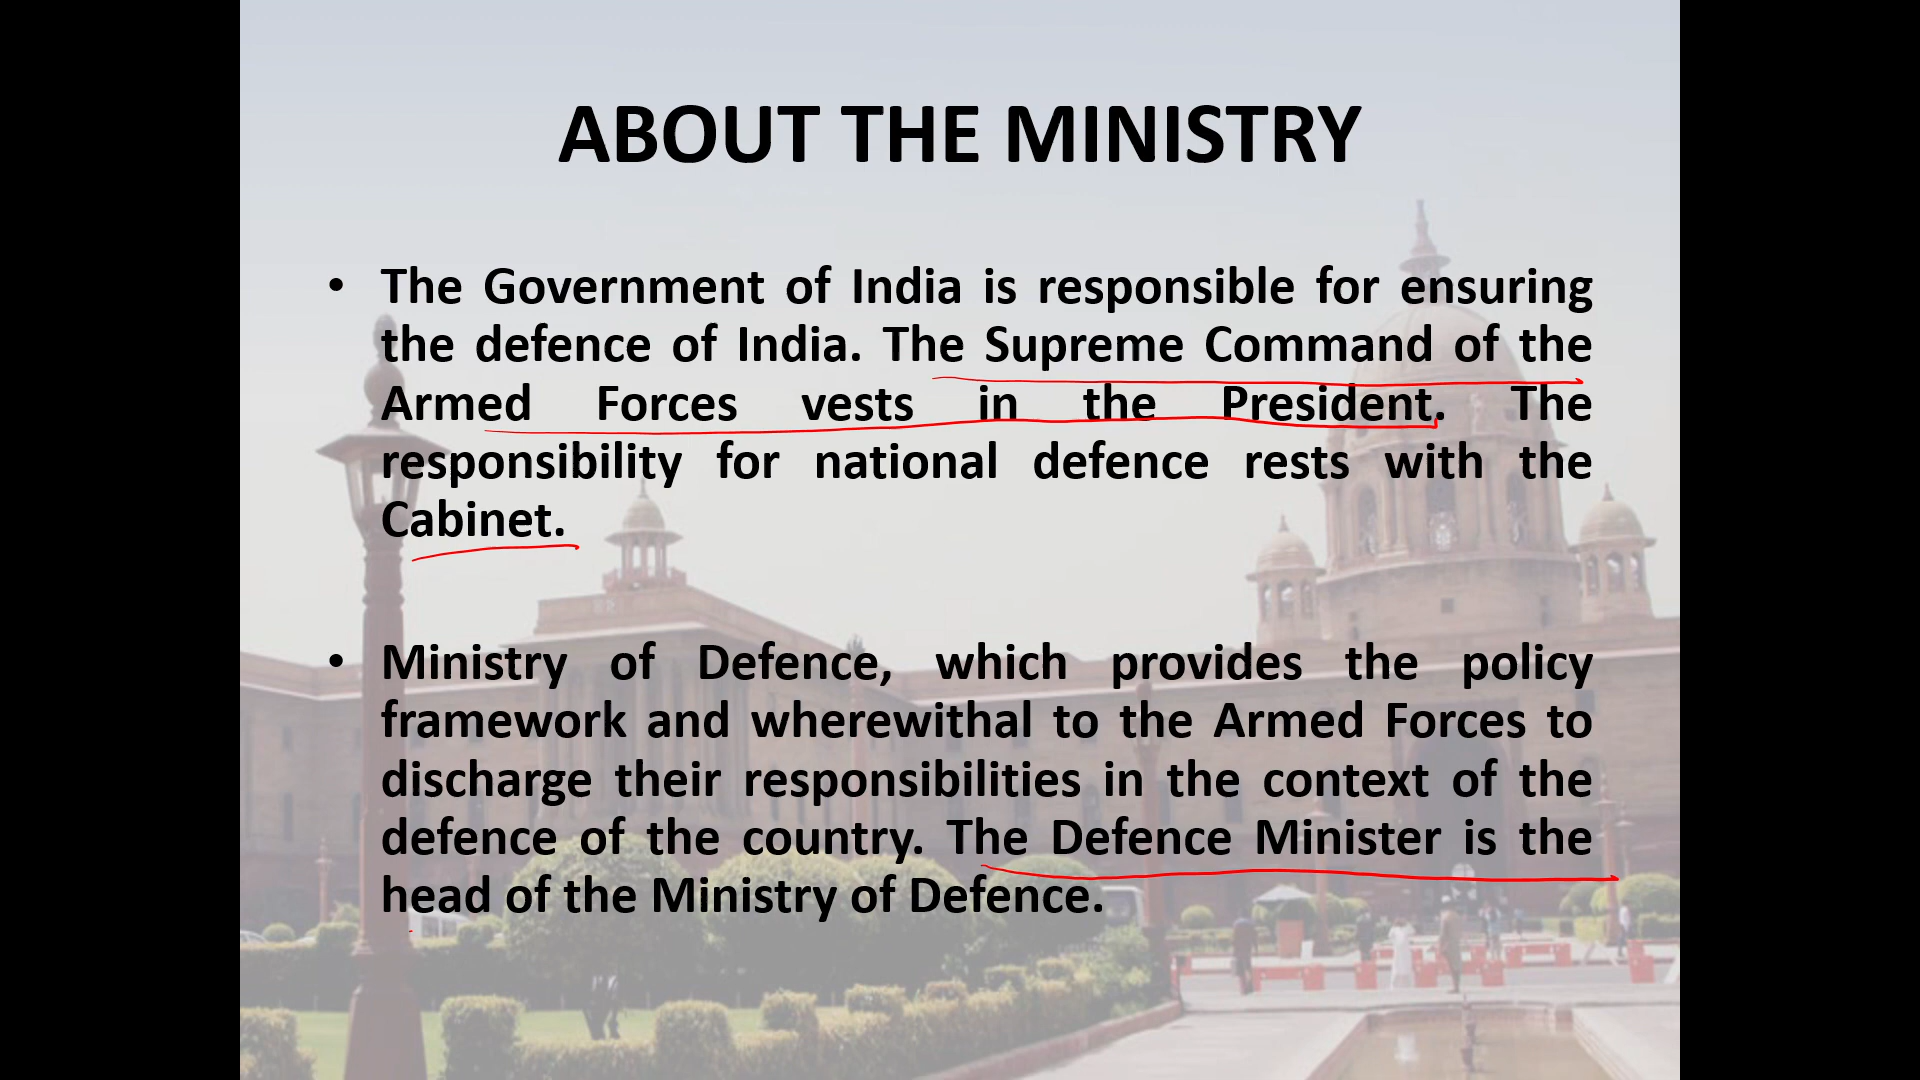 ABOUT THE MINISTRY
• The Government of India is responsible for ensuring
the defence of India. The Supreme Command of the
Armed Forces vests in the President. The
responsibility for national defence rests with the
Cabinet.
• Ministry of Defence, which provides the policy
framework and wherewithal to the Armed Forces to
discharge their responsibilities in the context of the
defence of the country. The Defence Minister is the
head of the Ministry of Defence.